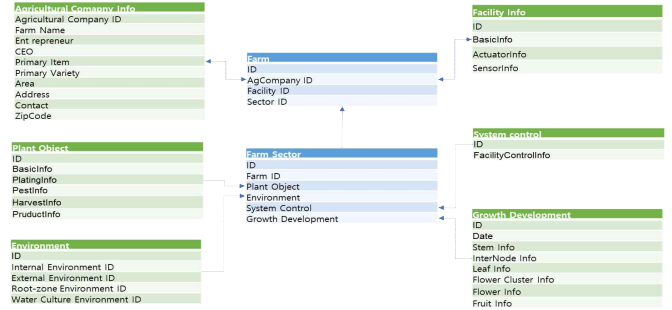 Agricultural Comapny Info
Agricultural Company ID
Farm Name
Ent repreneur
CEO
Primary Item
Primary Variety
Area
Address
Contact
ZipCode
Plant Object
ID
BasicInfo
PlatingInfo
PestInfo
HarvestInfo
PruductInfo
Environment
ID
Internal Environment ID
External Environment ID
Root-zone Environment ID
Water Culture Environment ID
Farm
ID
AgCompany ID
Facility ID
Sector ID
Farm Sector
ID
Farm ID
Plant Object
Environment
System Control
Growth Development
Facility Info
ID
BasicInfo
ActuatorInfo
SensorInfo
System control
ID
FacilityControlInfo
Growth Development
ID
Date
Stem Info
InterNode Info
Leaf Info
Flower Cluster Info
Flower Info
Fruit Info